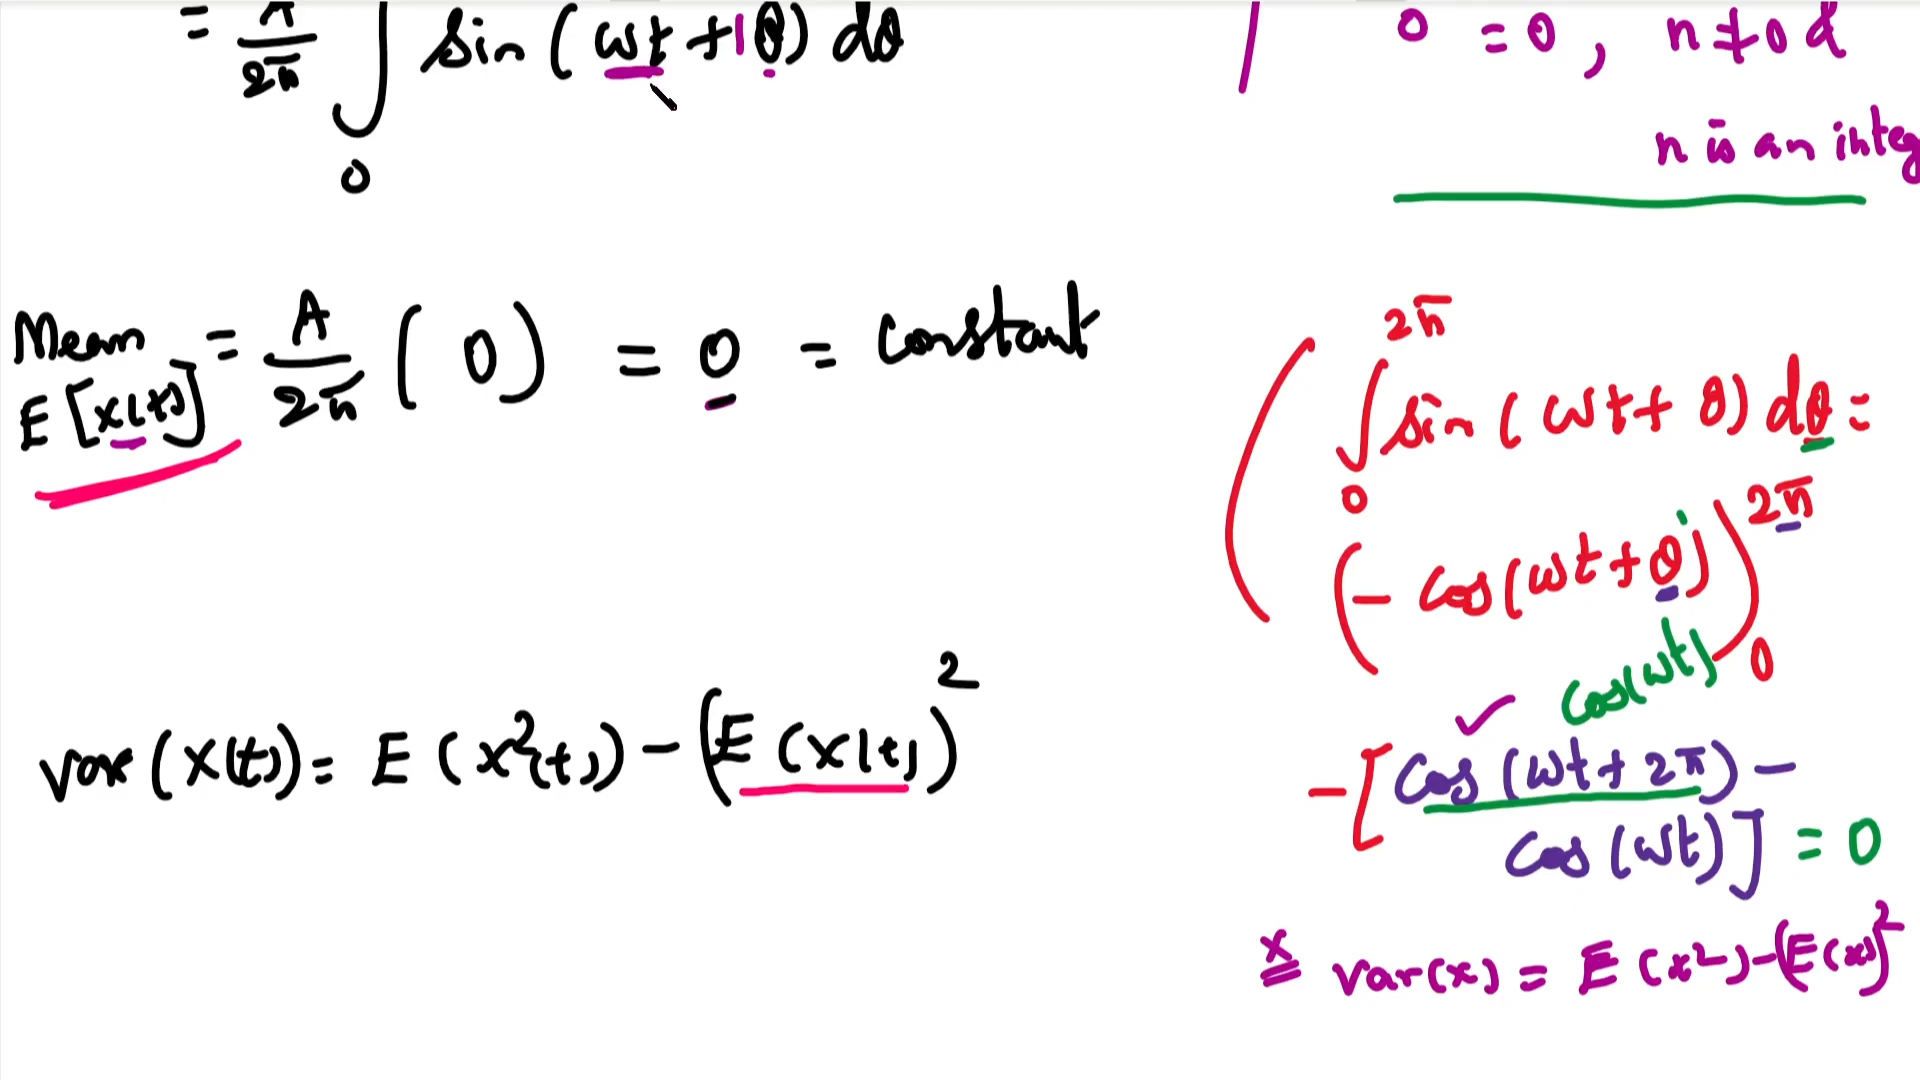 = A/2π ∫ sin (ωt + 1θ) dθ
0
Mean E[x(t)] = A/2π ( 0 ) = 0 = Constant
var (X(t)) = E (x²(t)) - (E (x(t))²
0 = 0, n ≠ 0 &
n is an integ
( ∫₀^2π sin ( ωt + θ) dθ =
(- Cos (ωt + θ))₀^2π
Cos(ωt)
✓
-[Cos (ωt + 2π) -
Cos (ωt)] = 0
X var(x) = E (x²) - (E(x))²